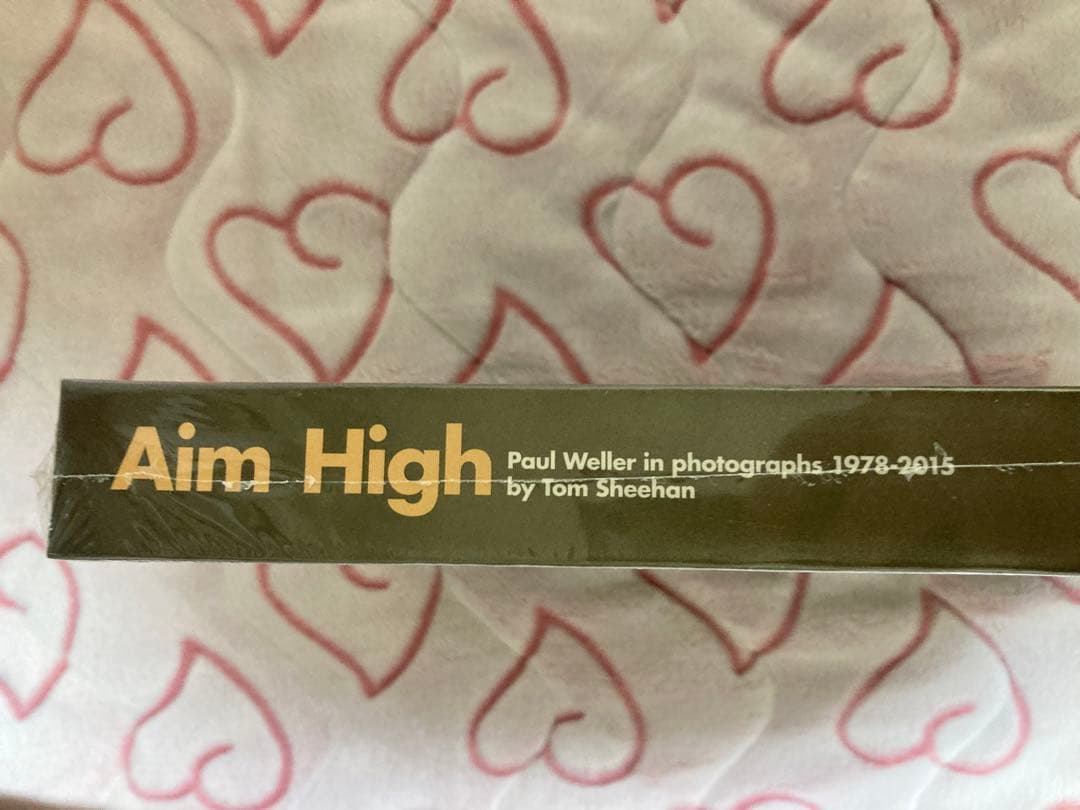 Aim High
Paul Weller in photographs 1978-2015
by Tom Sheehan